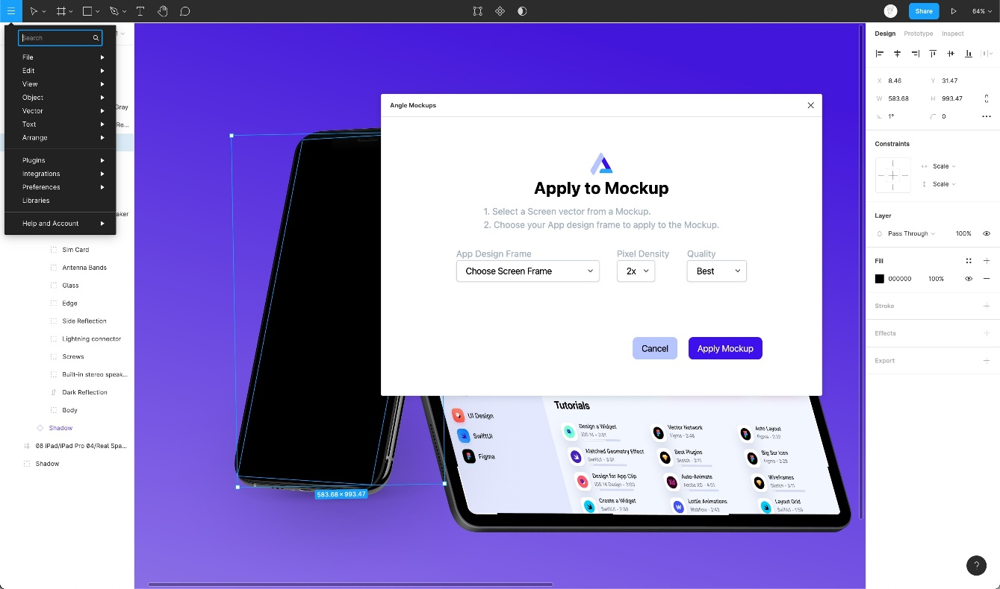 Share
64%
Search
File
Edit
View
Object
Vector
Text
Arrange
Plugins
Integrations
Preferences
Libraries
Help and Account
Gray
Re...
aker
Sim Card
Antenna Bands
Glass
Edge
Side Reflection
Lightning connector
Screws
Built-in stereo speak...
Dark Reflection
Body
Shadow
08 iPad/iPad Pro 04/Real Spa...
Shadow
Angle Mockups
Apply to Mockup
1. Select a Screen vector from a Mockup.
2. Choose your App design frame to apply to the Mockup.
App Design Frame Pixel Density Quality
Choose Screen Frame 2x Best
Cancel Apply Mockup
583.68 × 993.47
Tutorials
UI Design
SwiftUI
Figma
Design a Widget
iOS 14 - 3:01
Matched Geometry Effect
SwiftUI - 3:01
Design for App Clip
iOS 14 Design - 3:00
Create a Widget
SwiftUI - 2:59
Vector Network
Figma - 2:48
Best Plugins
Sketch - 2:11
Auto-Animate
Adobe XD - 4:01
Lottie Animations
Webflow - 2:43
Auto Layout
Figma - 2:32
Big Sur Icon
Figma - 2:29
Wireframes
Sketch - 3:11
Layout Grid
SwiftUI - 1:59
Design Prototype Inspect
X 8.46 Y 31.47
W 583.68 H 993.47
1° 0
Constraints
Scale
Scale
Layer
Pass Through 100%
Fill
000000 100%
Stroke
Effects
Export
?